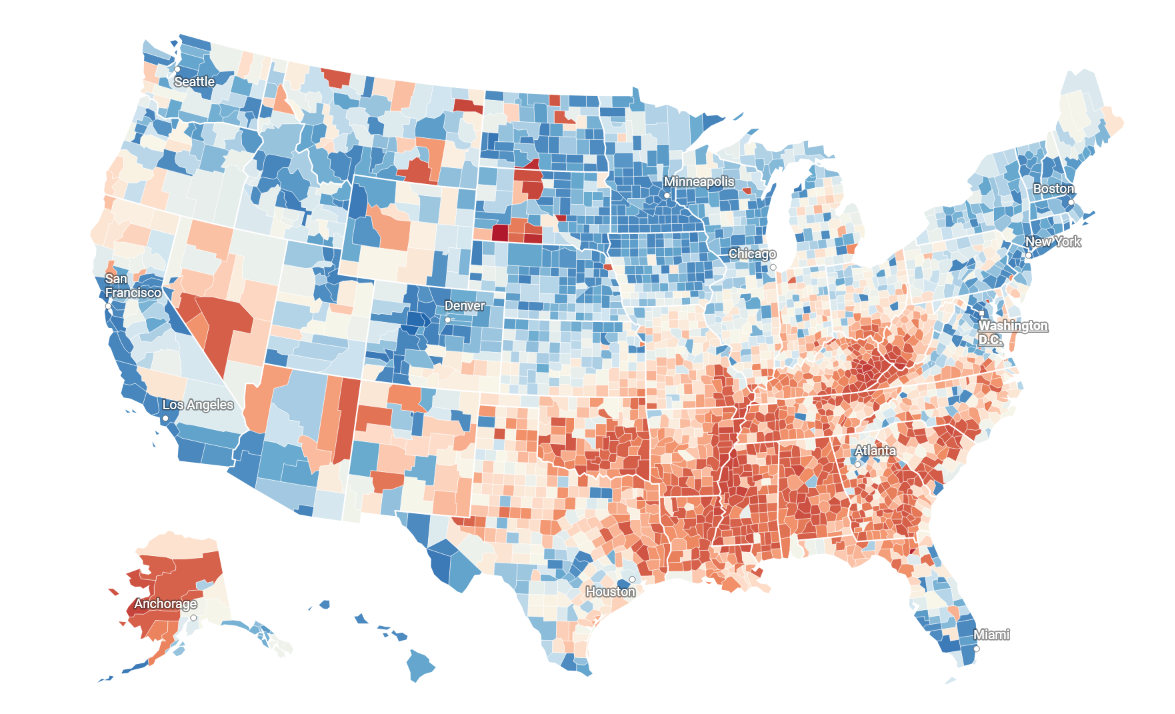 Seattle
Minneapolis
Boston
New York
Chicago
San
Francisco
Denver
Washington
D.C.
Los Angeles
Atlanta
Houston
Anchorage
Miami